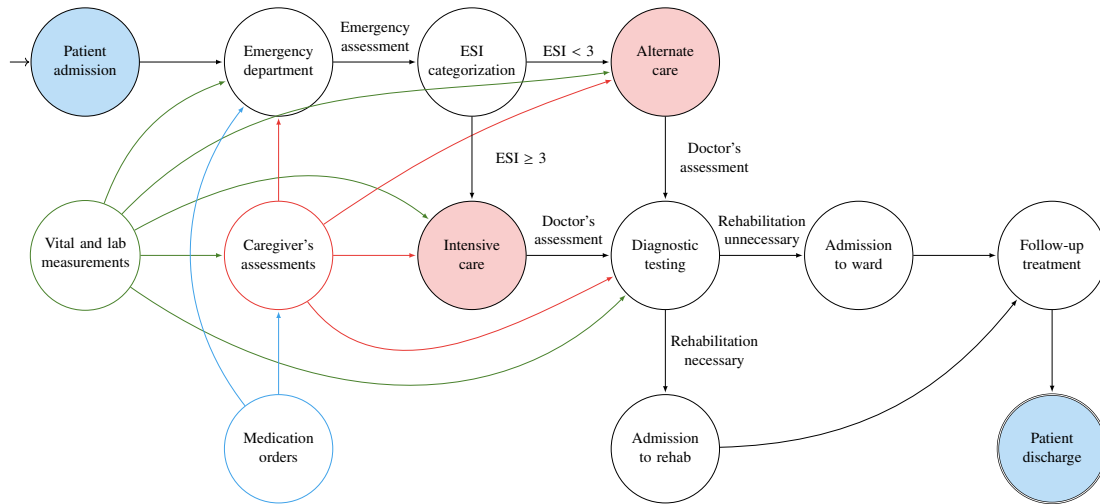 Patient
admission
Emergency
department
Emergency
assessment
ESI
categorization
ESI < 3
Alternate
care
ESI ≥ 3
Doctor's
assessment
Vital and lab
measurements
Caregiver's
assessments
Intensive
care
Doctor's
assessment
Diagnostic
testing
Rehabilitation
unnecessary
Admission
to ward
Follow-up
treatment
Rehabilitation
necessary
Medication
orders
Admission
to rehab
Patient
discharge